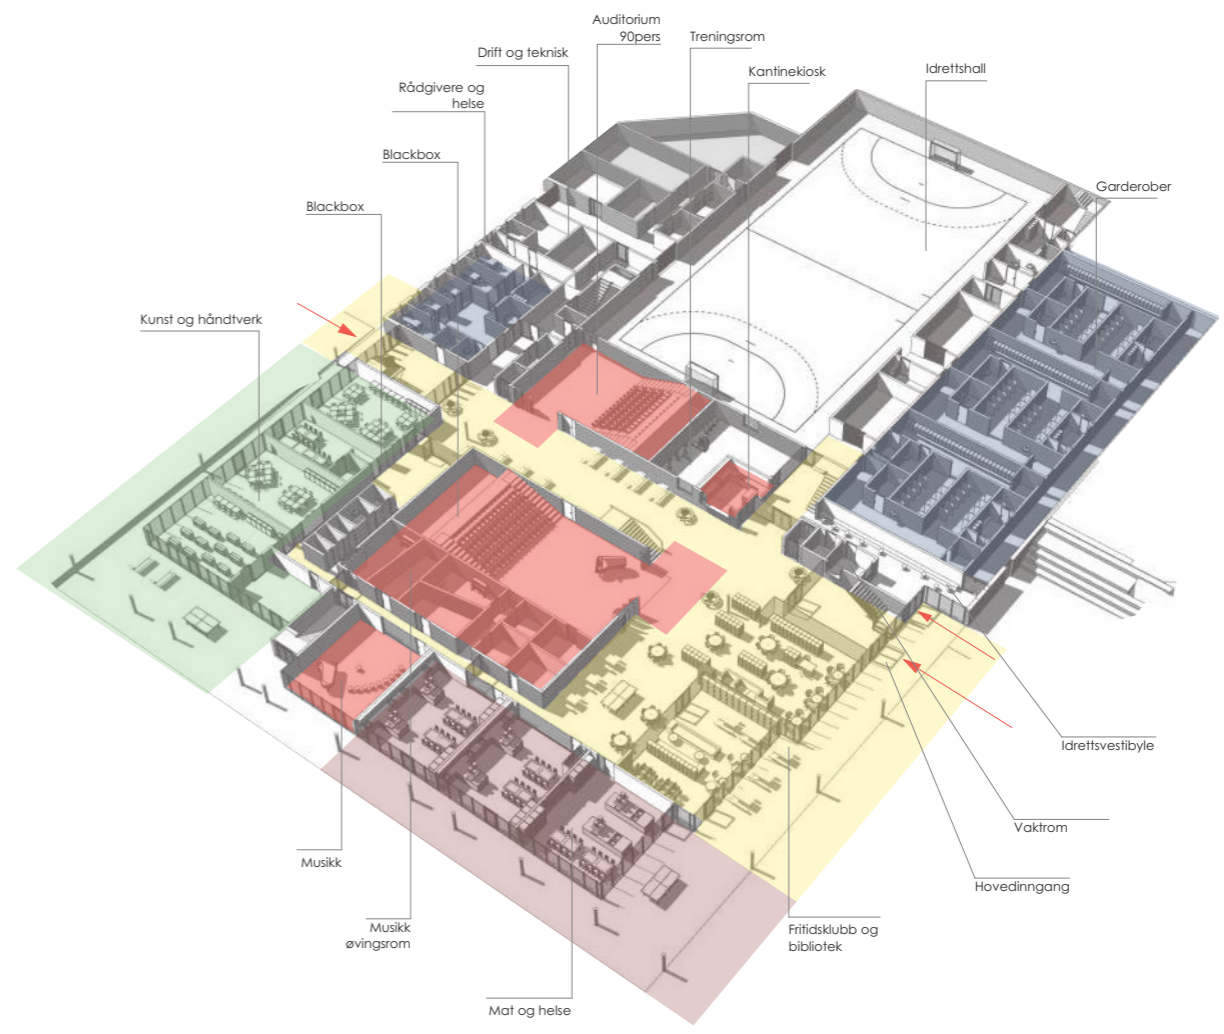 Auditorium
90pers
Treningsrom
Drift og teknisk
Kantinekiosk
Idrettshall
Rådgivere og
helse
Blackbox
Garderober
Blackbox
Kunst og håndtverk
Idrettsvestibyle
Vaktrom
Musikk
Hovedinngang
Musikk
øvingsrom
Fritidsklubb og
bibliotek
Mat og helse